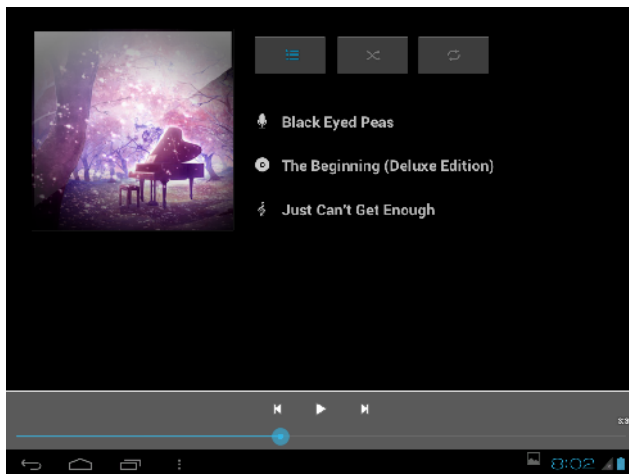 Black Eyed Peas
The Beginning (Deluxe Edition)
Just Can't Get Enough
8:02